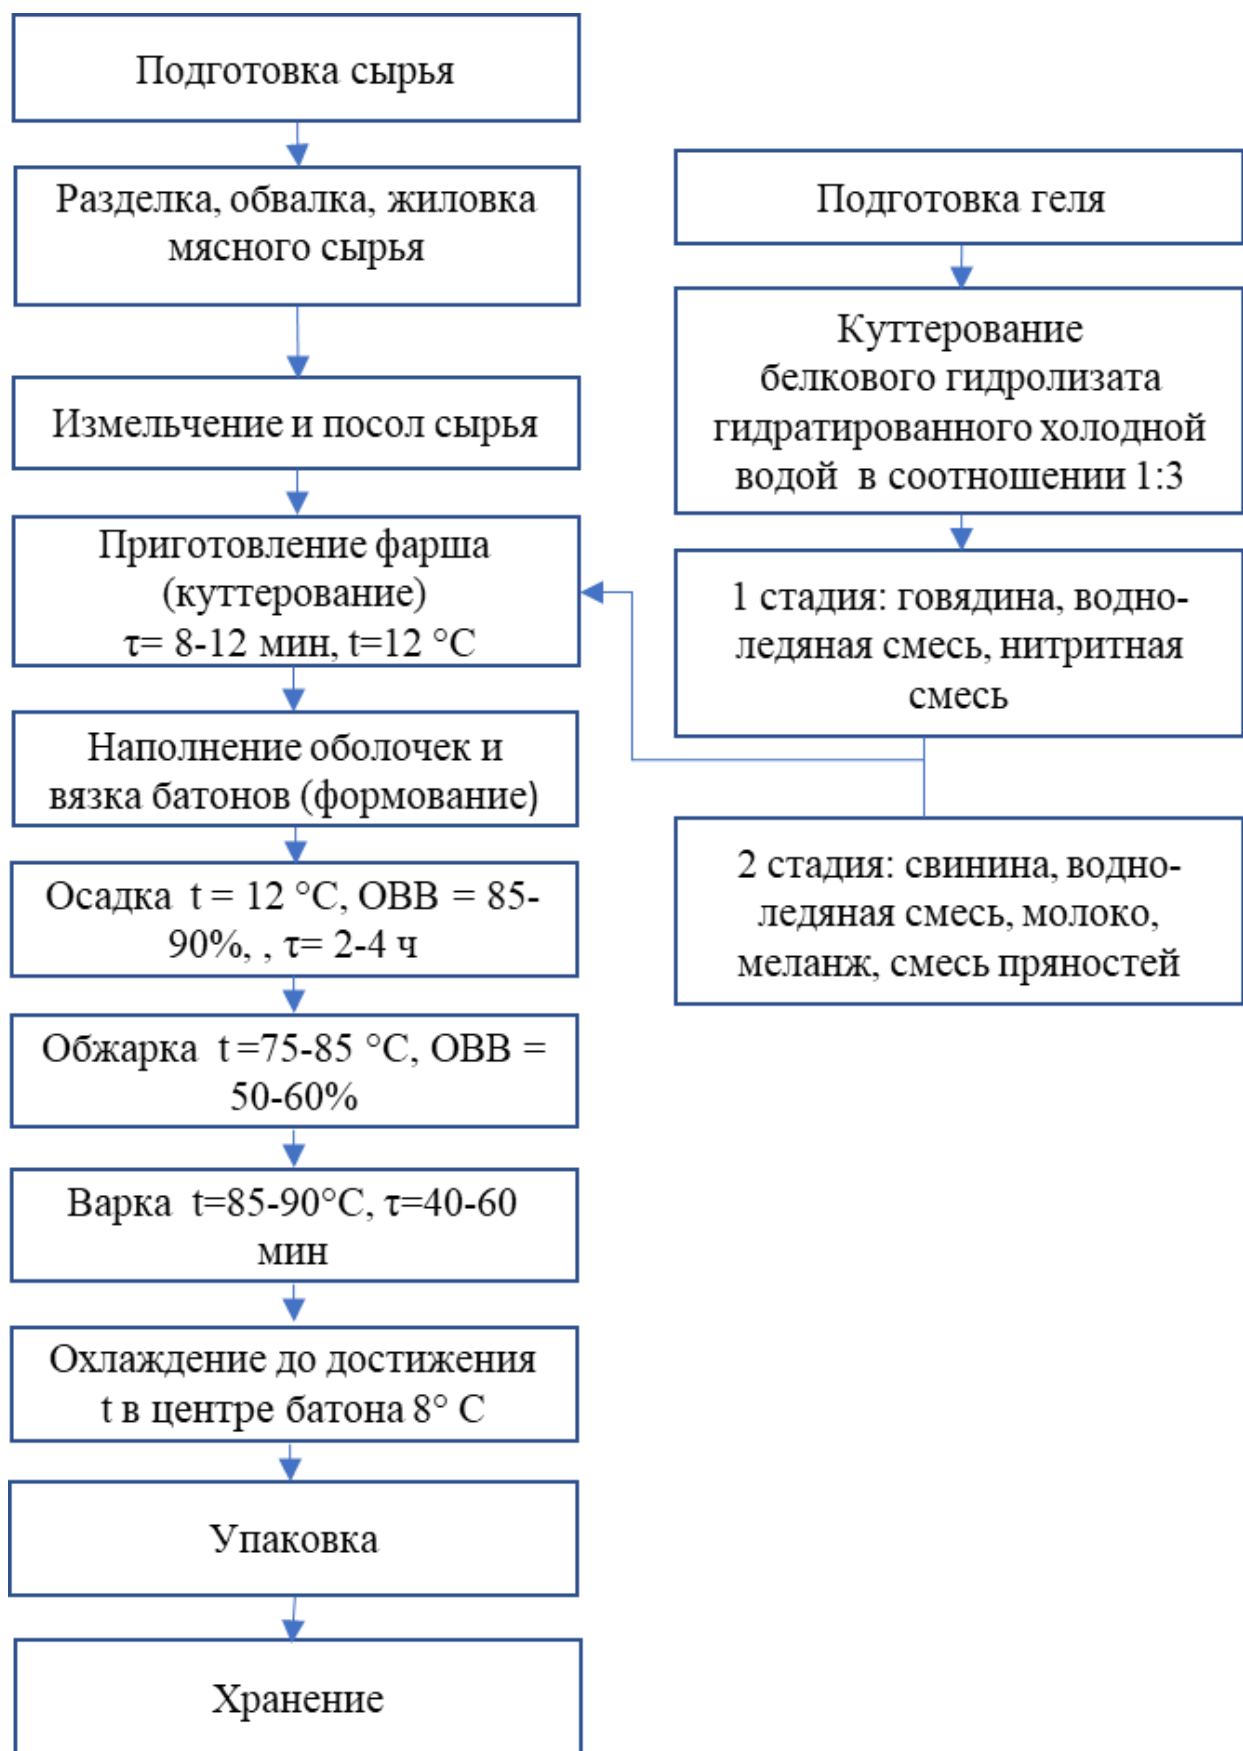 Подготовка сырья
Разделка, обвалка, жиловка
мясного сырья
Измельчение и посол сырья
Приготовление фарша
(куттерование)
τ= 8-12 мин, t=12 °C
Наполнение оболочек и
вязка батонов (формование)
Осадка  t = 12 °C, ОВВ = 85-
90%, , τ= 2-4 ч
Обжарка  t =75-85 °C, ОВВ =
50-60%
Варка  t=85-90°C, τ=40-60
мин
Охлаждение до достижения
t в центре батона 8° С
Упаковка
Хранение
Подготовка геля
Куттерование
белкового гидролизата
гидратированного холодной
водой  в соотношении 1:3
1 стадия: говядина, водно-
ледяная смесь, нитритная
смесь
2 стадия: свинина, водно-
ледяная смесь, молоко,
меланж, смесь пряностей